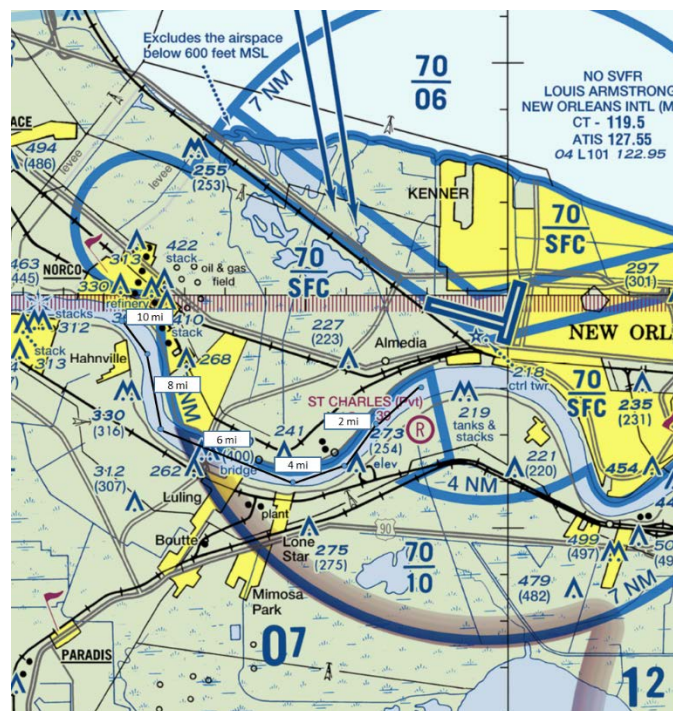 Excludes the airspace
below 600 feet MSL
7 NM
70
06
NO SVFR
LOUIS ARMSTRONG
NEW ORLEANS INTL (M
CT - 119.5
ATIS 127.55
04 L101 122.95
ACE
494
(486)
levee
levee
255
(253)
KENNER
70
SFC
463
(445)
NORCO
313
422
stack
330
refinery
oil & gas
field
70
SFC
297
(301)
stacks
312
10 mi
410
stack
227
(223)
Almedia
NEW ORL
stack
313
Hahnville
268
218
ctrl twr
8 mi
NM
ST CHARLES (Pvt)
38
2 mi
R
219
tanks &
stacks
70
SFC
235
(231)
330
(316)
6 mi
(400)
bridge
241
4 mi
273
(254)
elev
221
(220)
454
312
(307)
262
Luling
4 NM
plant
90
Boutte
Lone
Star
275
(275)
70
10
499
(497)
Mimosa
Park
479
(482)
7 NM
PARADIS
07
12